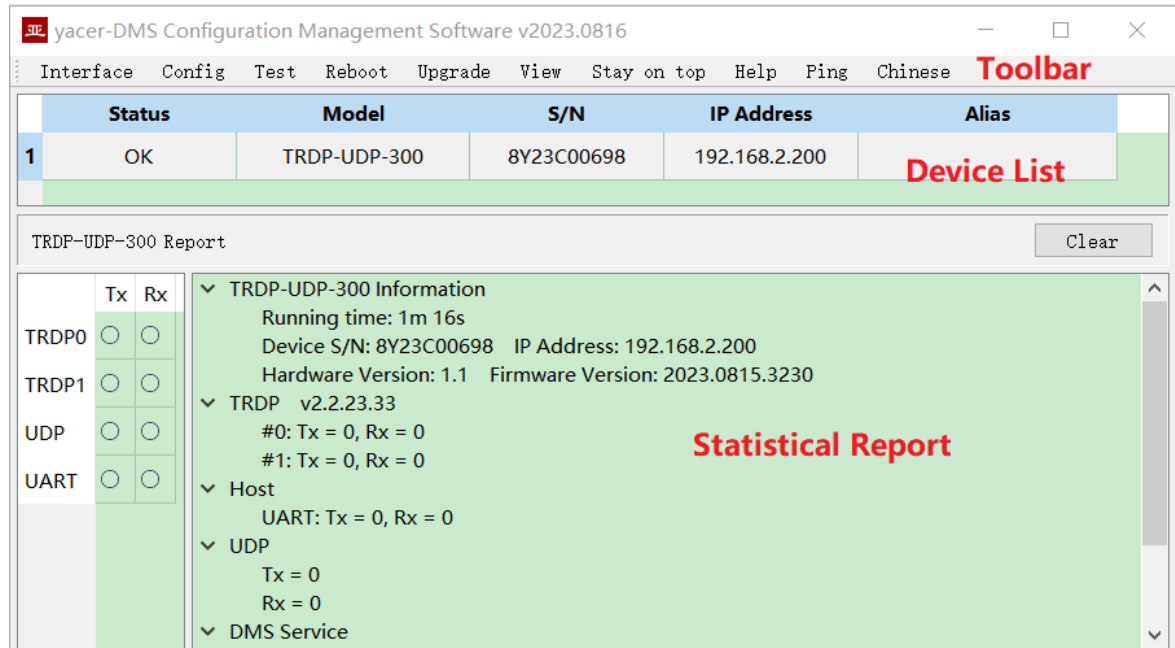 yacer-DMS Configuration Management Software v2023.0816
Interface Config Test Reboot Upgrade View Stay on top Help Ping Chinese Toolbar
Status Model S/N IP Address Alias
1 OK TRDP-UDP-300 8Y23C00698 192.168.2.200
Device List
TRDP-UDP-300 Report Clear
Tx Rx
TRDP0
TRDP1
UDP
UART
TRDP-UDP-300 Information
Running time: 1m 16s
Device S/N: 8Y23C00698 IP Address: 192.168.2.200
Hardware Version: 1.1 Firmware Version: 2023.0815.3230
TRDP v2.2.23.33
#0: Tx = 0, Rx = 0
#1: Tx = 0, Rx = 0
Statistical Report
Host
UART: Tx = 0, Rx = 0
UDP
Tx = 0
Rx = 0
DMS Service